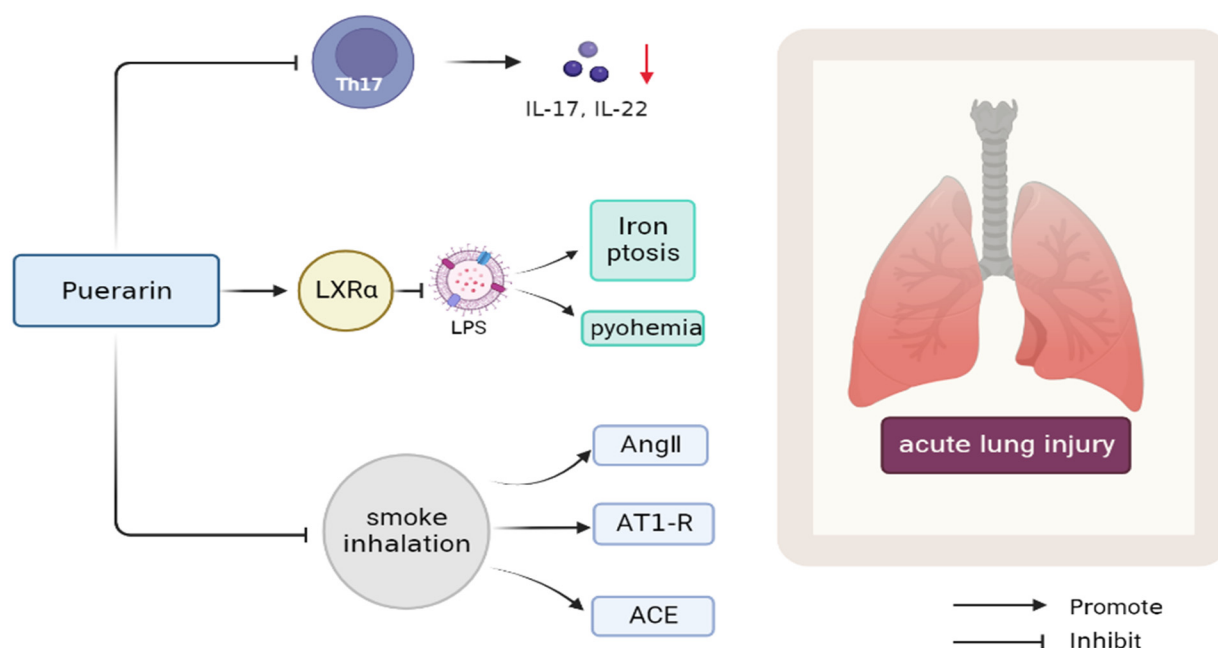 Th17
IL-17, IL-22
Puerarin
LXRα
LPS
Iron
ptosis
pyohemia
smoke
inhalation
AngII
AT1-R
ACE
acute lung injury
Promote
Inhibit